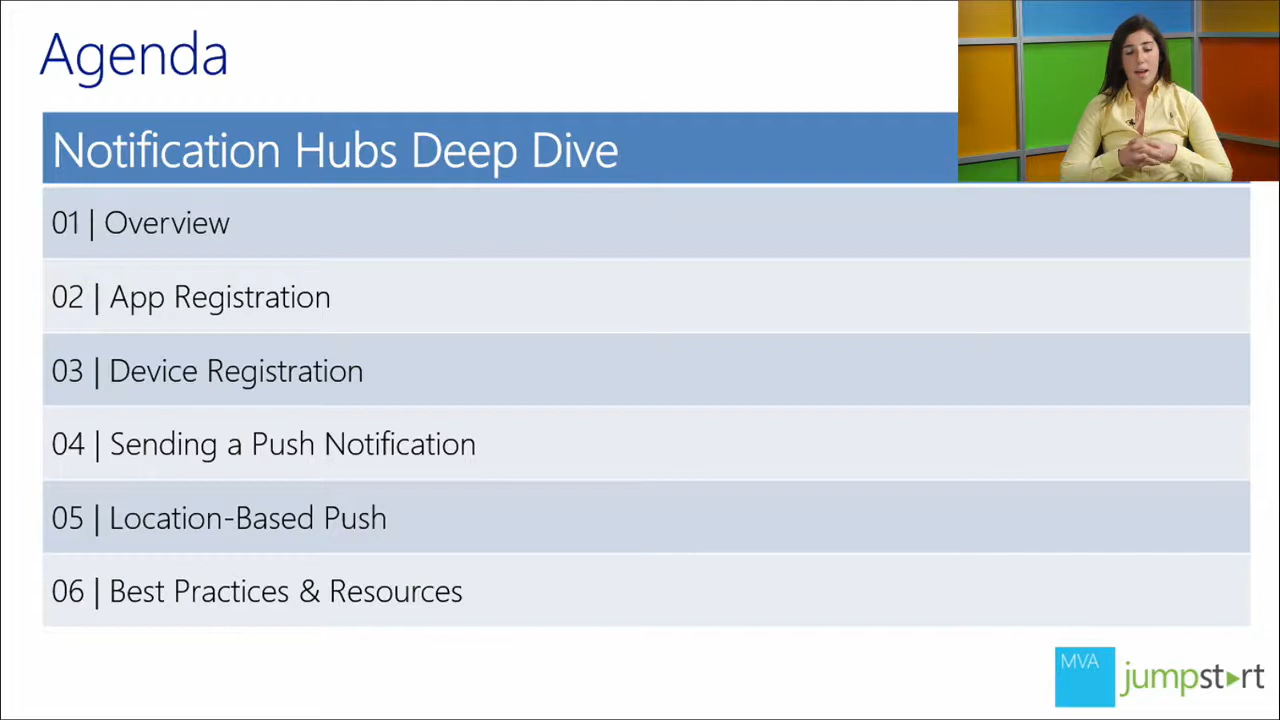 Agenda
Notification Hubs Deep Dive
01 | Overview
02 | App Registration
03 | Device Registration
04 | Sending a Push Notification
05 | Location-Based Push
06 | Best Practices & Resources
MVA
jumpstart